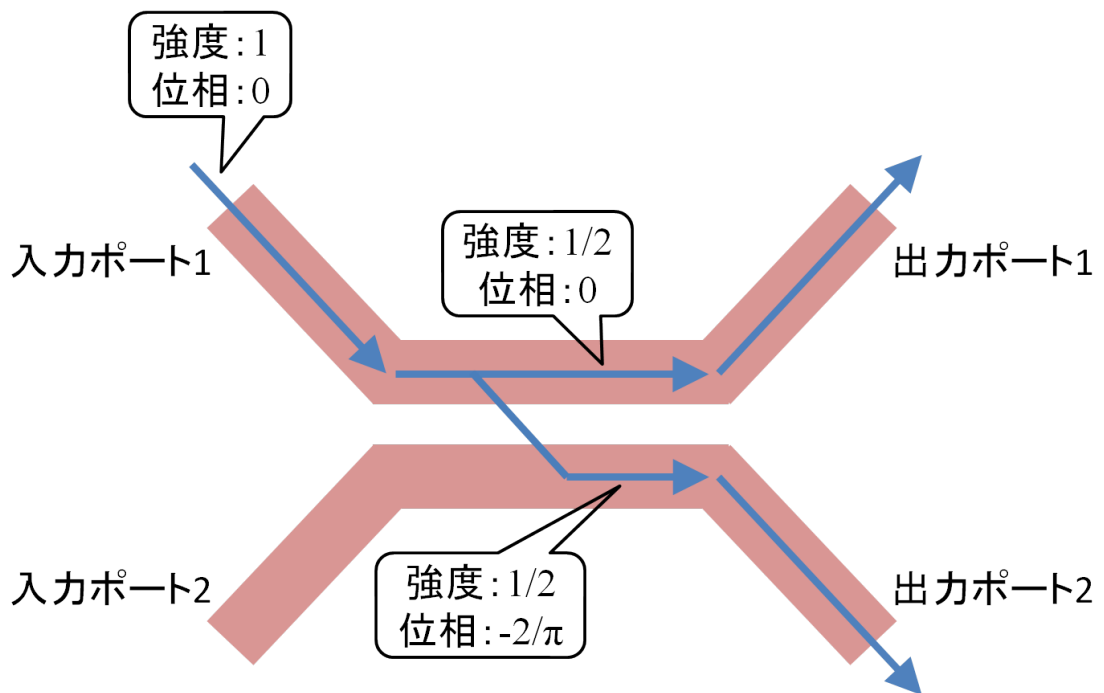 強度：1
位相：0
入力ポート1
強度：1/2
位相：0
出力ポート1
入力ポート2
強度：1/2
位相：-2/π
出力ポート2